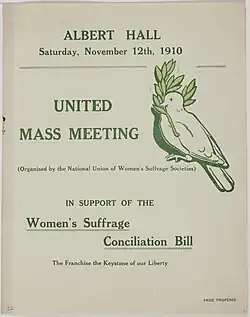 ALBERT HALL
Saturday, November 12th, 1910
UNITED
MASS MEETING
(Organised by the National Union of Women's Suffrage Societies)
IN SUPPORT OF THE
Women's Suffrage
Conciliation Bill
The Franchise the Keystone of our Liberty
PRICE TWOPENCE